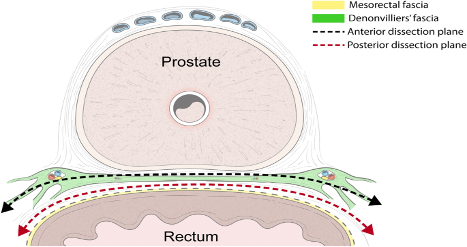 Mesorectal fascia
Denonvilliers' fascia
Anterior dissection plane
Posterior dissection plane
Prostate
Rectum